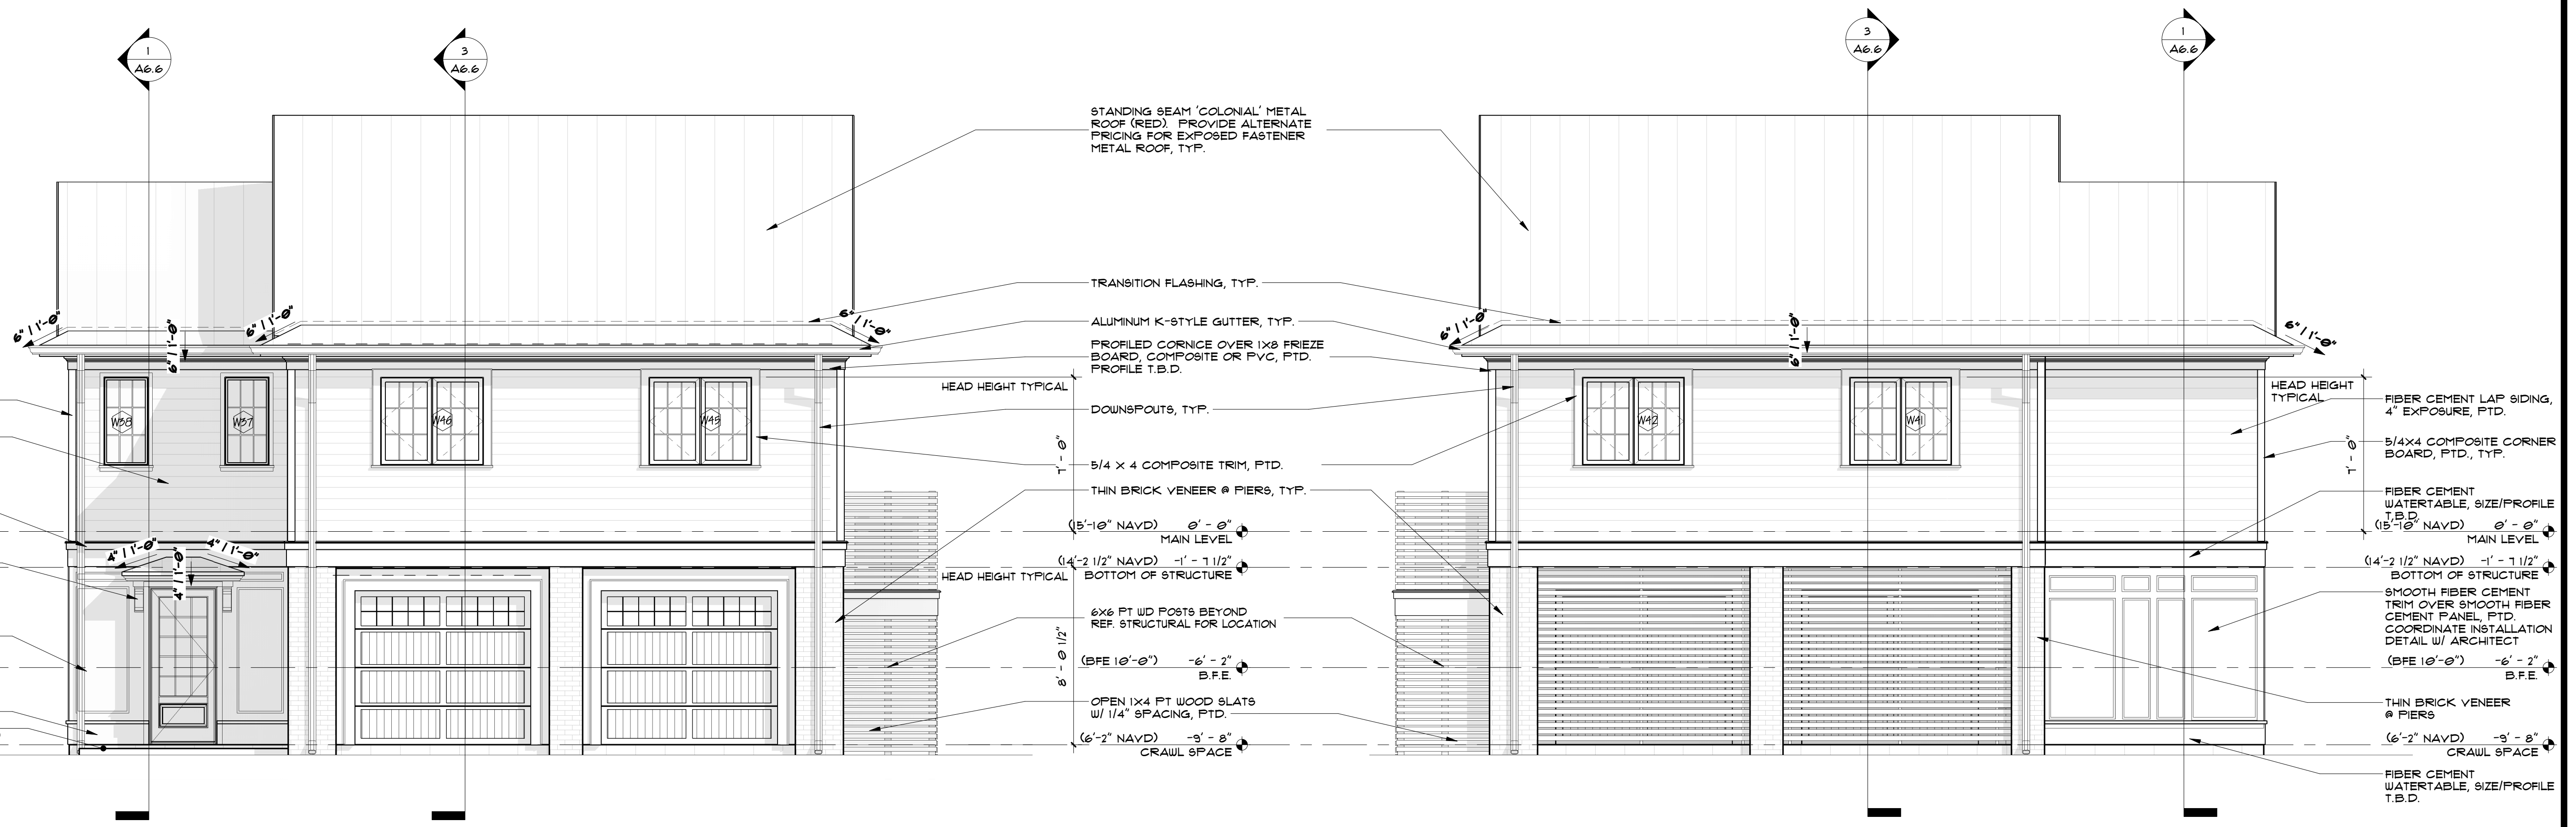 1
A6.6
3
A6.6
3
A6.6
1
A6.6
STANDING SEAM 'COLONIAL' METAL
ROOF (RED). PROVIDE ALTERNATE
PRICING FOR EXPOSED FASTENER
METAL ROOF, TYP.
TRANSITION FLASHING, TYP.
ALUMINUM K-STYLE GUTTER, TYP.
PROFILED CORNICE OVER 1X8 FRIEZE
BOARD, COMPOSITE OR PVC, PTD.
PROFILE T.B.D.
HEAD HEIGHT TYPICAL
DOWNSPOUTS, TYP.
7' - 0"
5/4 X 4 COMPOSITE TRIM, PTD.
THIN BRICK VENEER @ PIERS, TYP.
(15'-10" NAVD) 0' - 0"
MAIN LEVEL
(14'-2 1/2" NAVD) -1' - 7 1/2"
HEAD HEIGHT TYPICAL
BOTTOM OF STRUCTURE
6X6 PT WD POSTS BEYOND
REF. STRUCTURAL FOR LOCATION
8' - 0 1/2"
(BFE 10'-0") -6' - 2"
B.F.E.
OPEN 1X4 PT WOOD SLATS
W/ 1/4" SPACING, PTD.
(6'-2" NAVD) -9' - 8"
CRAWL SPACE
6" / 1'-0"
6" / 1'-0"
6" / 1'-0"
6" / 1'-0"
W38
W37
W46
W45
4" / 1'-0"
4" / 1'-0"
4" / 1'-0"
6" / 1'-0"
6" / 1'-0"
6" / 1'-0"
W42
W41
HEAD HEIGHT
TYPICAL
7' - 0"
FIBER CEMENT LAP SIDING,
4" EXPOSURE, PTD.
5/4X4 COMPOSITE CORNER
BOARD, PTD., TYP.
FIBER CEMENT
WATERTABLE, SIZE/PROFILE
T.B.D.
(15'-10" NAVD) 0' - 0"
MAIN LEVEL
(14'-2 1/2" NAVD) -1' - 7 1/2"
BOTTOM OF STRUCTURE
SMOOTH FIBER CEMENT
TRIM OVER SMOOTH FIBER
CEMENT PANEL, PTD.
COORDINATE INSTALLATION
DETAIL W/ ARCHITECT
(BFE 10'-0") -6' - 2"
B.F.E.
THIN BRICK VENEER
@ PIERS
(6'-2" NAVD) -9' - 8"
CRAWL SPACE
FIBER CEMENT
WATERTABLE, SIZE/PROFILE
T.B.D.